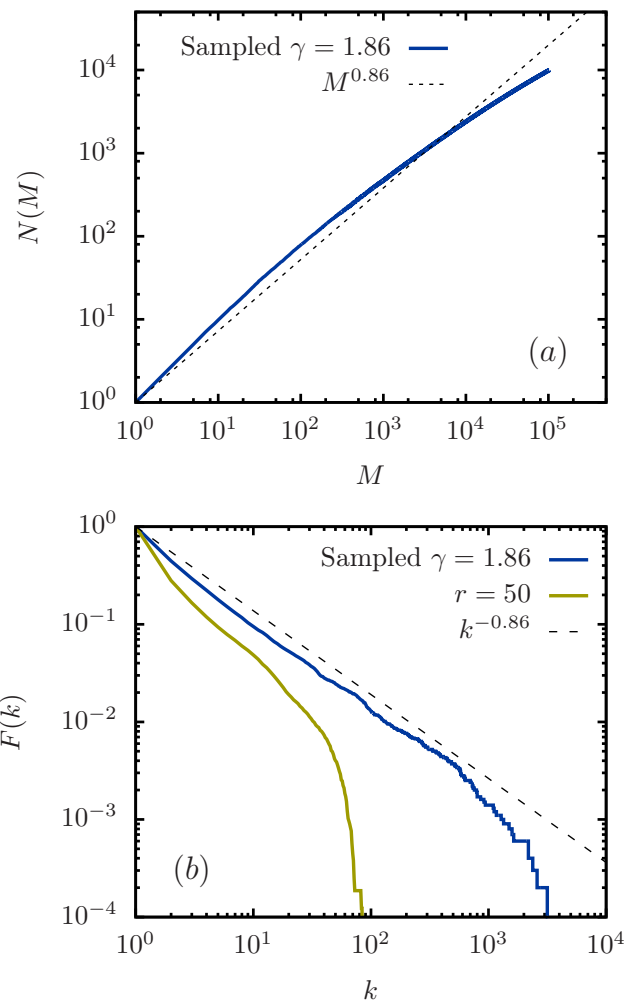 Sampled γ = 1.86
M^0.86
10^4
10^3
10^2
10^1
10^0
N(M)
(a)
10^0 10^1 10^2 10^3 10^4 10^5
M
10^0
10^-1
10^-2
10^-3
10^-4
F(k)
Sampled γ = 1.86
r = 50
k^-0.86
(b)
10^0 10^1 10^2 10^3 10^4
k